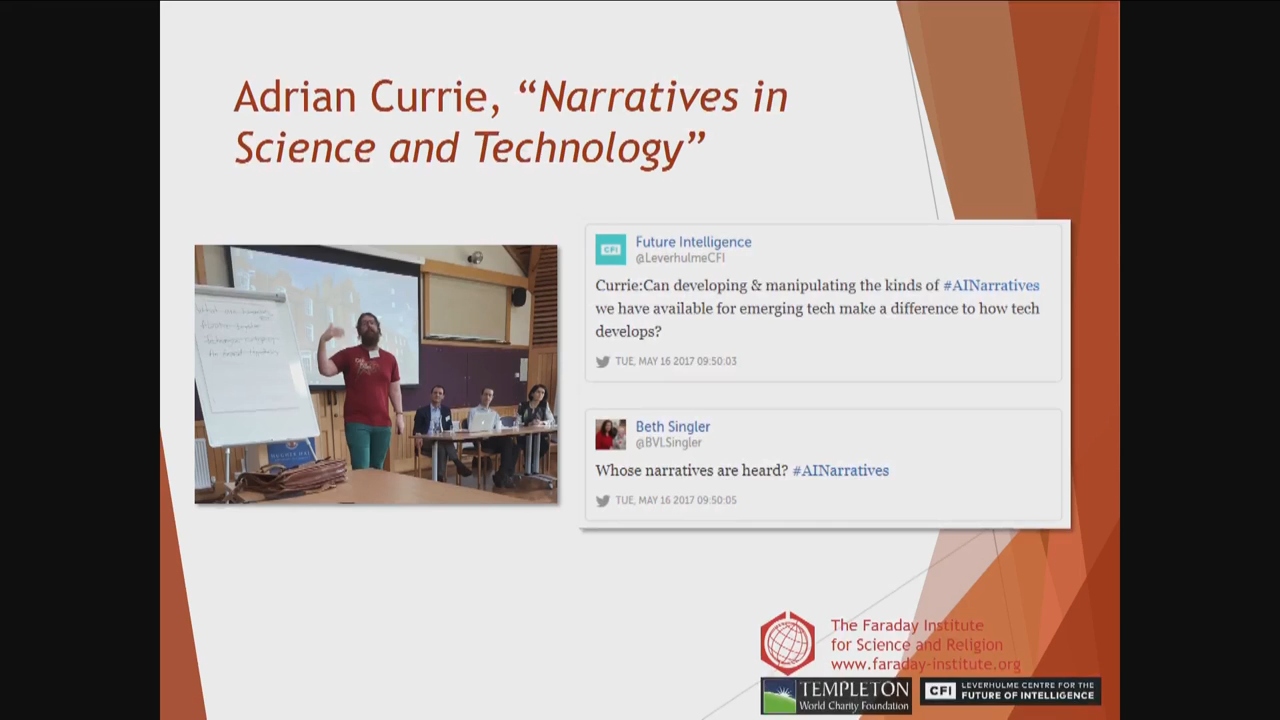 Adrian Currie, “Narratives in
Science and Technology”
CFI
Future Intelligence
@LeverhulmeCFI
Currie:Can developing & manipulating the kinds of #AINarratives
we have available for emerging tech make a difference to how tech
develops?
TUE, MAY 16 2017 09:50:03
Beth Singler
@BVLSingler
Whose narratives are heard? #AINarratives
TUE, MAY 16 2017 09:50:05
The Faraday Institute
for Science and Religion
www.faraday-institute.org
TEMPLETON
World Charity Foundation
CFI
LEVERHULME CENTRE FOR THE
FUTURE OF INTELLIGENCE